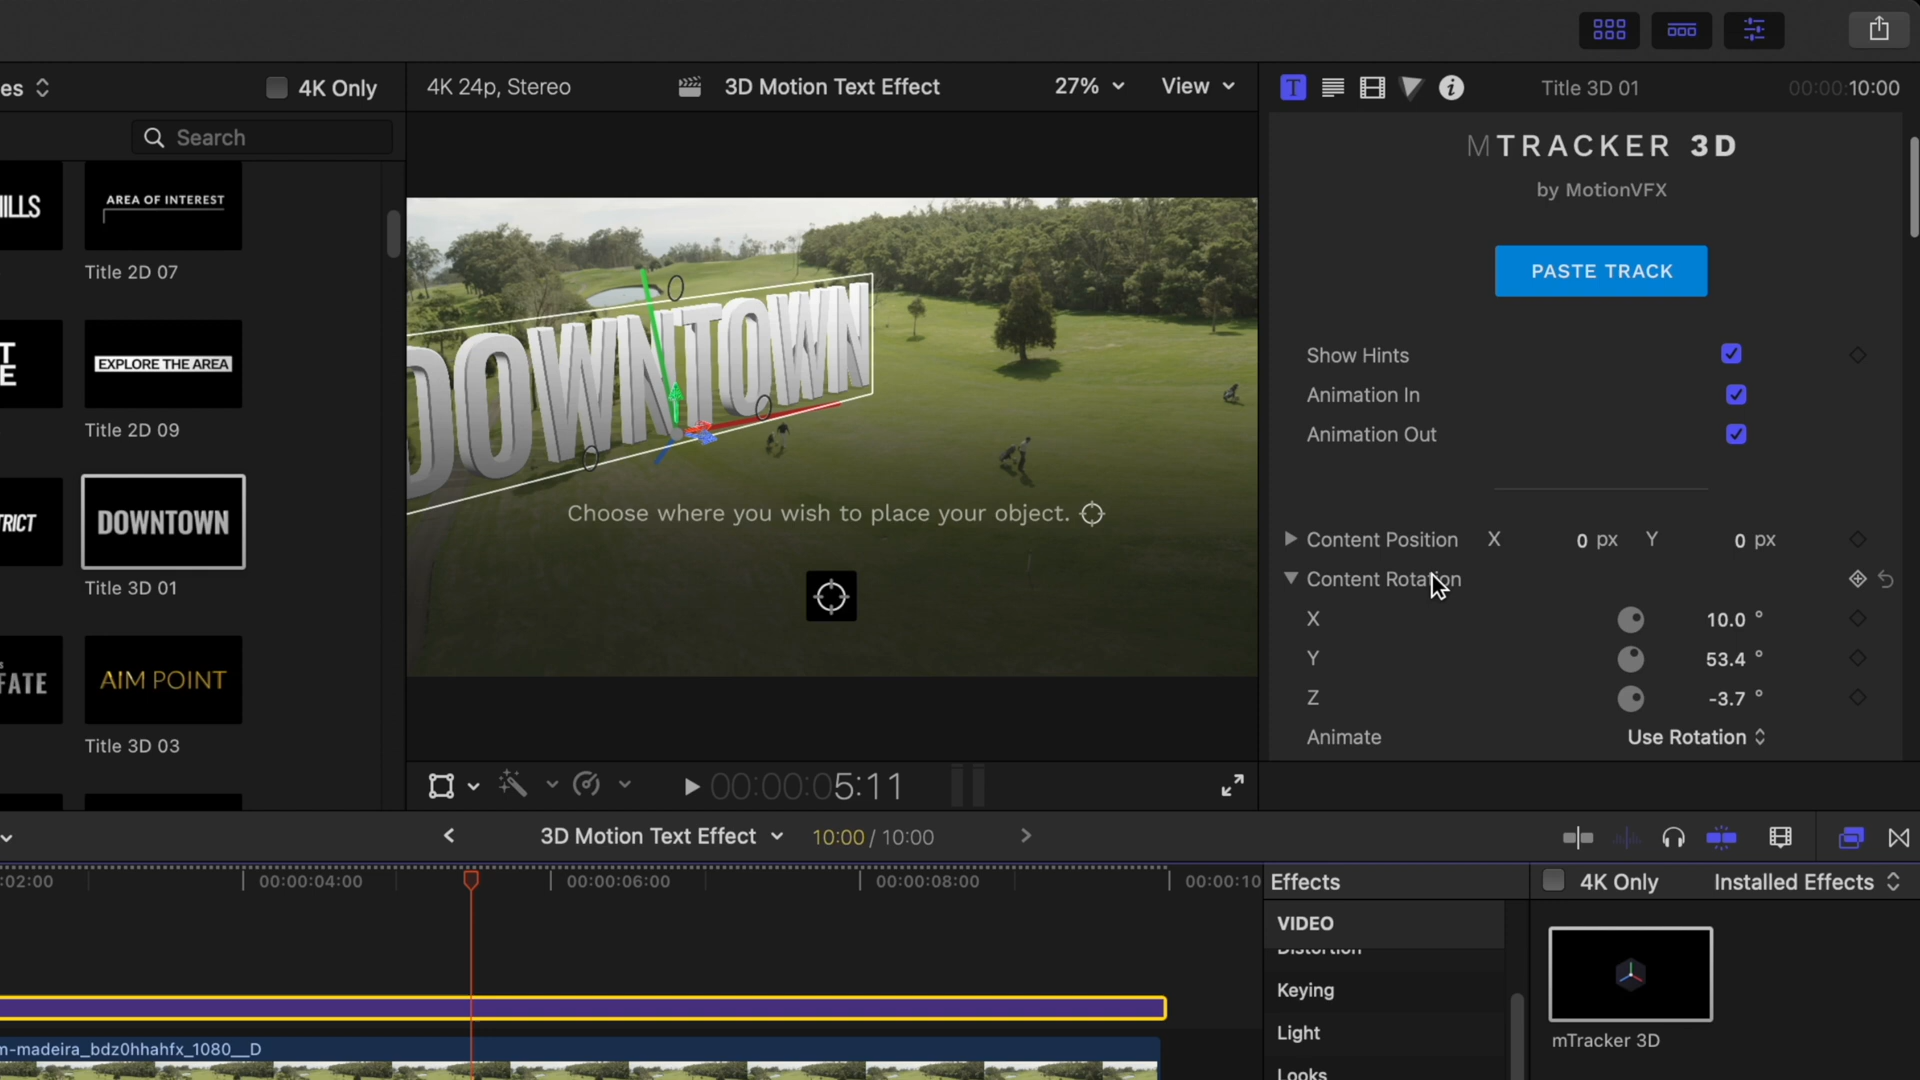 es
4K Only
4K 24p, Stereo
3D Motion Text Effect
27%
View
T
i
Title 3D 01
00:00:10:00
Search
MTRACKER 3D
by MotionVFX
PASTE TRACK
Show Hints
Animation In
Animation Out
Content Position X 0 px Y 0 px
Content Rotation
X 10.0 °
Y 53.4 °
Z -3.7 °
Animate Use Rotation
ILLS
AREA OF INTEREST
Title 2D 07
T
E
EXPLORE THE AREA
Title 2D 09
TRICT
DOWNTOWN
Title 3D 01
S
FATE
AIM POINT
Title 3D 03
DOWNTOWN
Choose where you wish to place your object.
00:00:05:11
3D Motion Text Effect
10:00 / 10:00
:02:00
00:00:04:00
00:00:06:00
00:00:08:00
00:00:10
m-madeira_bdz0hhahfx_1080__D
Effects
4K Only
Installed Effects
VIDEO
Distortion
Keying
Light
Looks
mTracker 3D